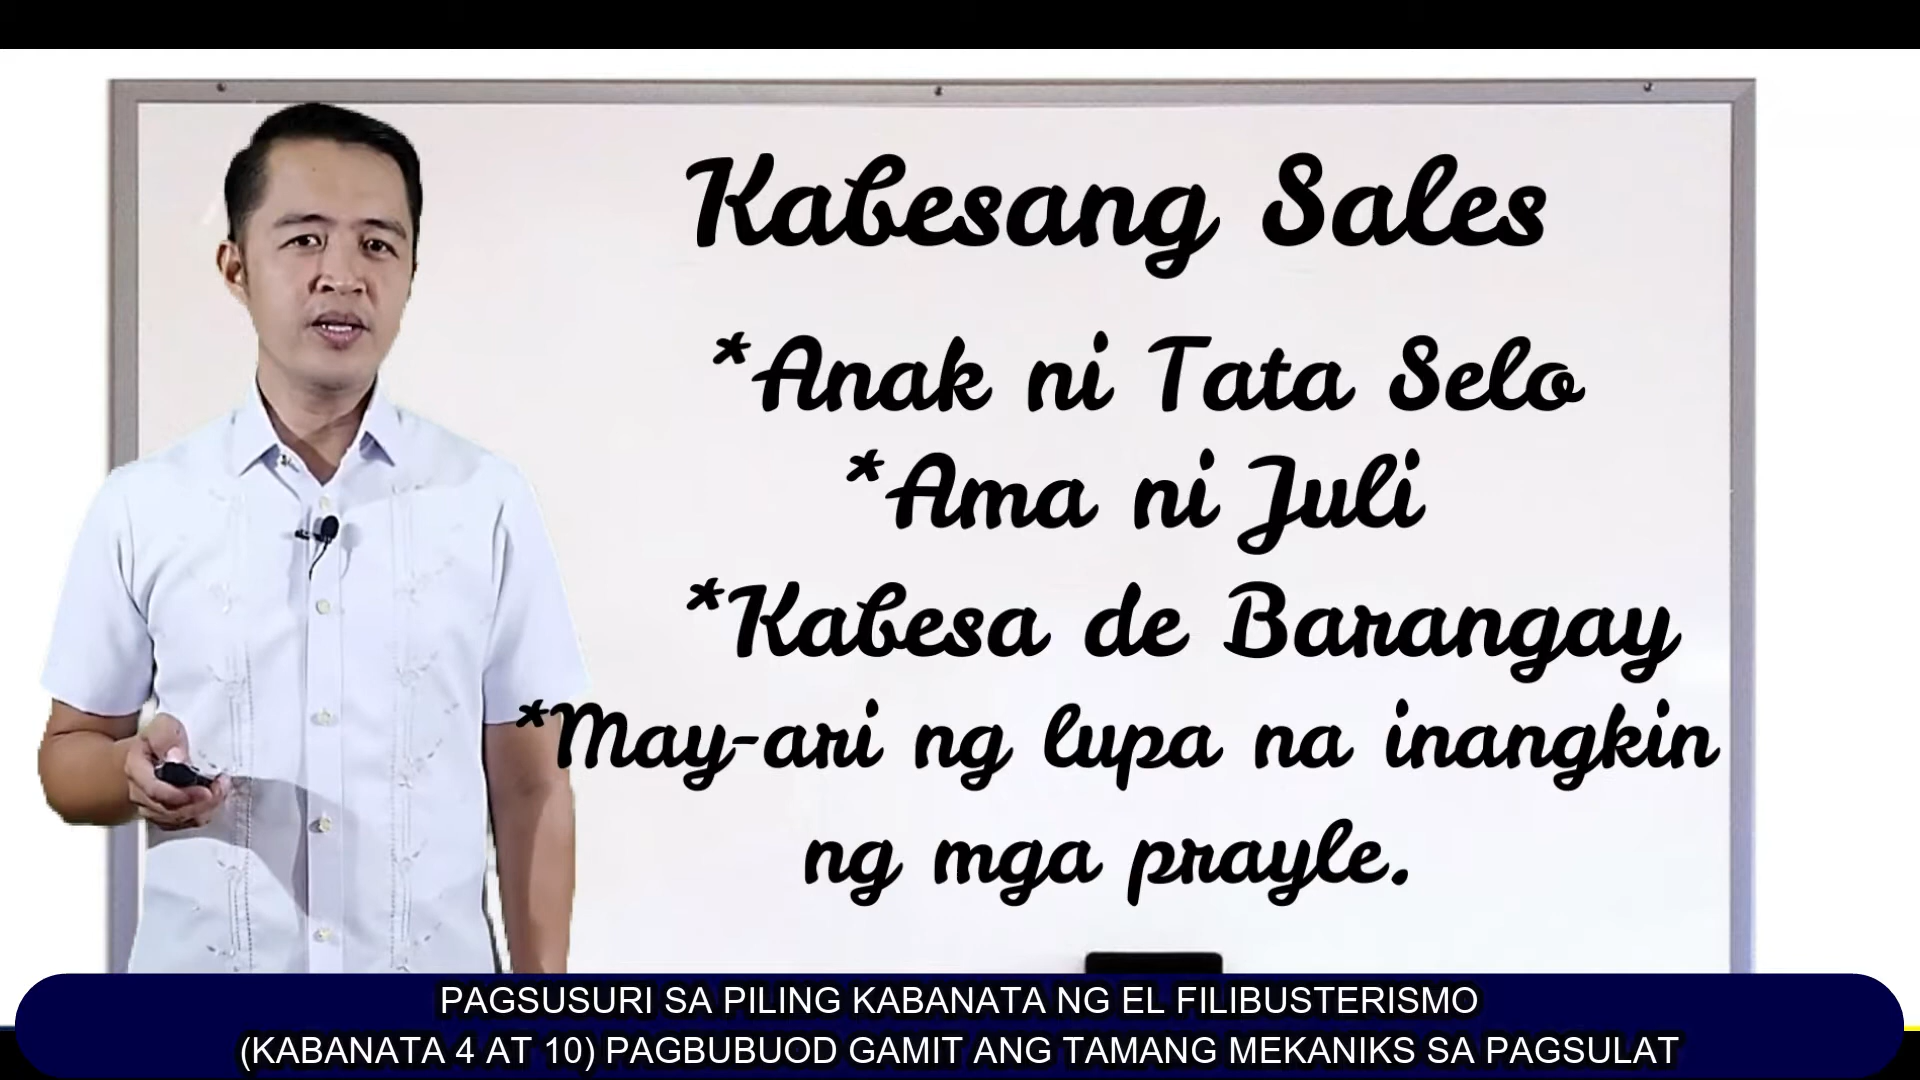 Kabesang Sales
*Anak ni Tata Selo
*Ama ni Juli
*Kabesa de Barangay
*May-ari ng lupa na inangkin
ng mga prayle.
PAGSUSURI SA PILING KABANATA NG EL FILIBUSTERISMO
(KABANATA 4 AT 10) PAGBUBUOD GAMIT ANG TAMANG MEKANIKS SA PAGSULAT